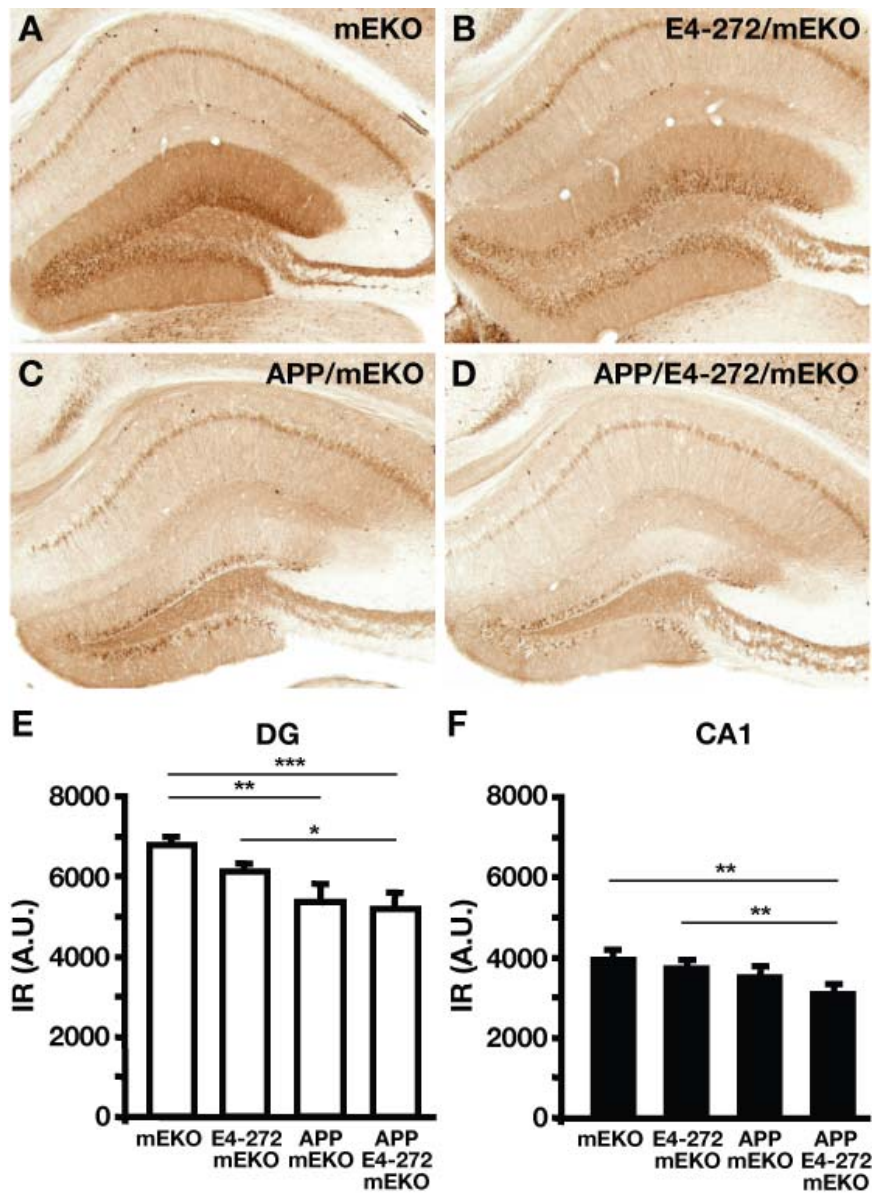 A
mEKO
B
E4-272/mEKO
C
APP/mEKO
D
APP/E4-272/mEKO
E
DG
***
**
*
8000
6000
4000
2000
0
IR (A.U.)
mEKO
E4-272
mEKO
APP
mEKO
APP
E4-272
mEKO
F
CA1
**
**
8000
6000
4000
2000
0
IR (A.U.)
mEKO
E4-272
mEKO
APP
mEKO
APP
E4-272
mEKO